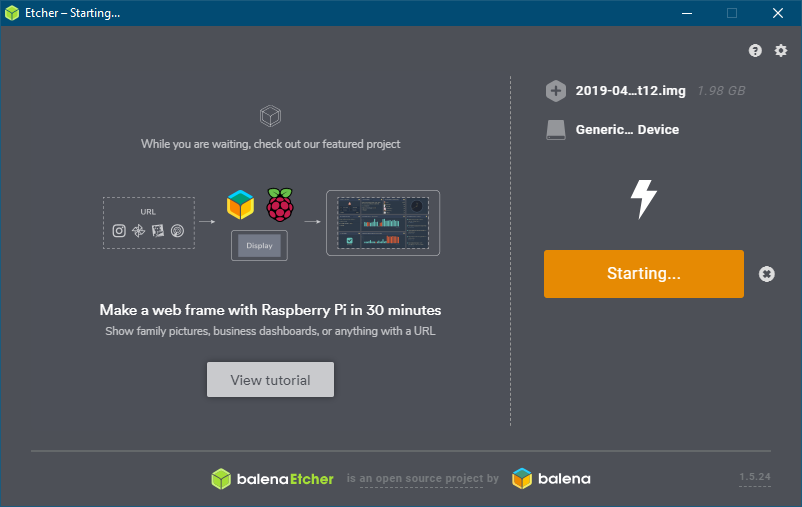 Etcher – Starting...
2019-04...t12.img 1.98 GB
Generic... Device
While you are waiting, check out our featured project
URL
Display
Starting...
Make a web frame with Raspberry Pi in 30 minutes
Show family pictures, business dashboards, or anything with a URL
View tutorial
balenaEtcher is an open source project by balena
1.5.24